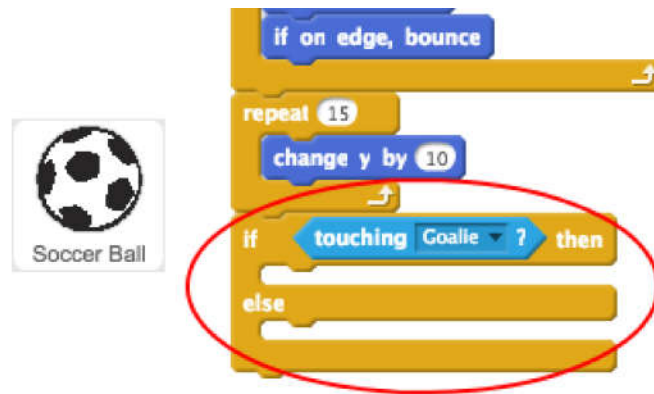 if on edge, bounce
repeat 15
change y by 10
if touching Goalie ? then
Soccer Ball
else